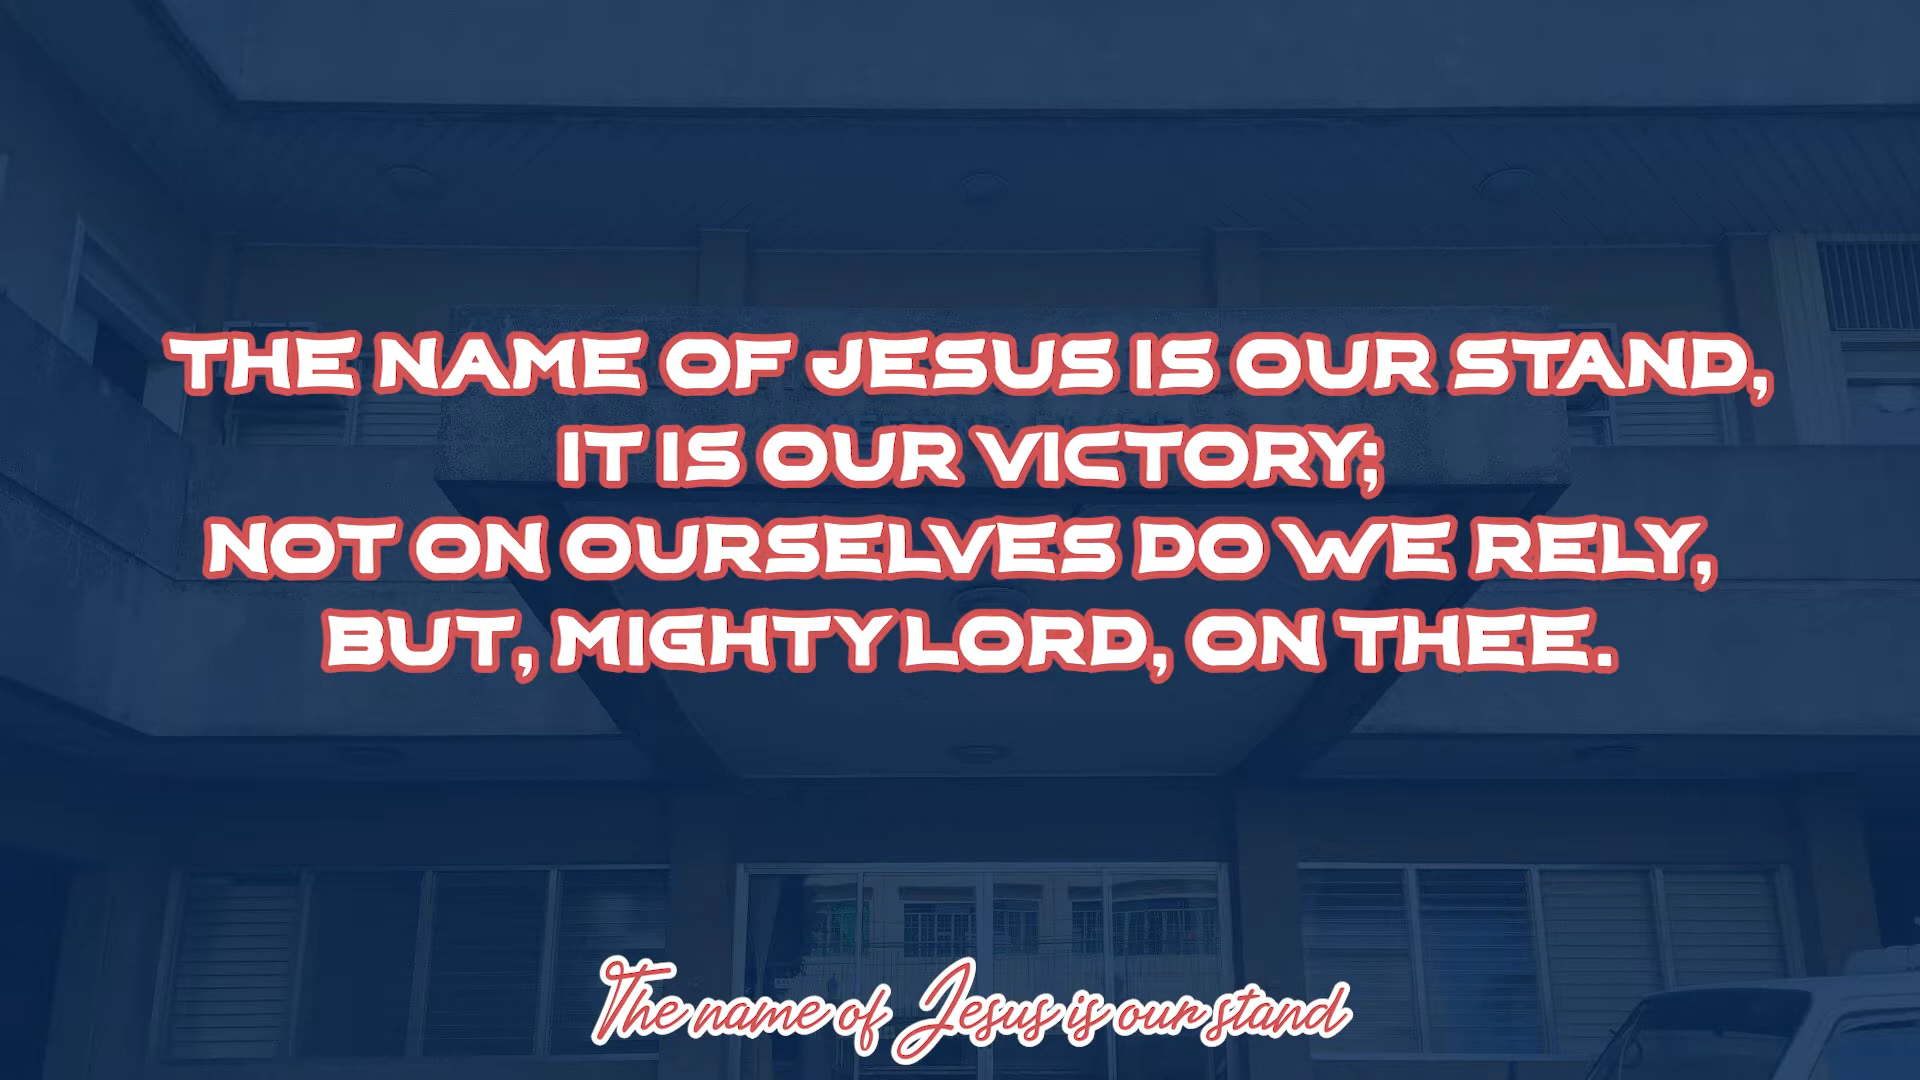 THE NAME OF JESUS IS OUR STAND,
IT IS OUR VICTORY;
NOT ON OURSELVES DO WE RELY,
BUT, MIGHTY LORD, ON THEE.
The name of Jesus is our stand